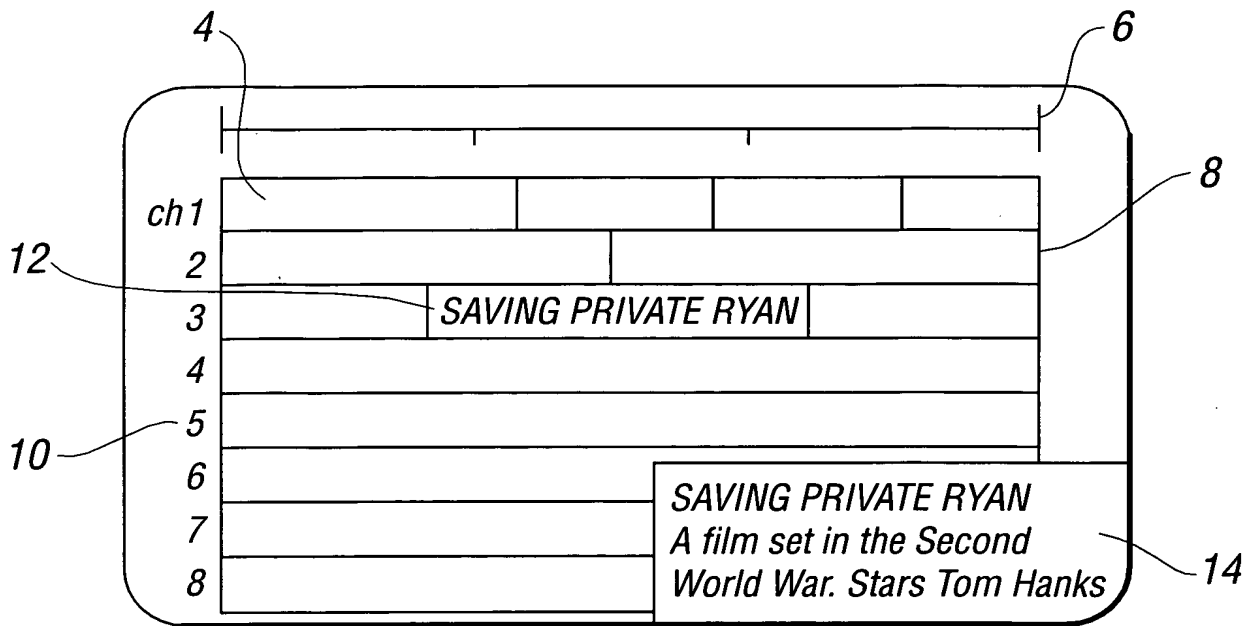 4
6
ch1
8
2
12
3 SAVING PRIVATE RYAN
4
5
10
6
SAVING PRIVATE RYAN
7
A film set in the Second
8
World War. Stars Tom Hanks
14